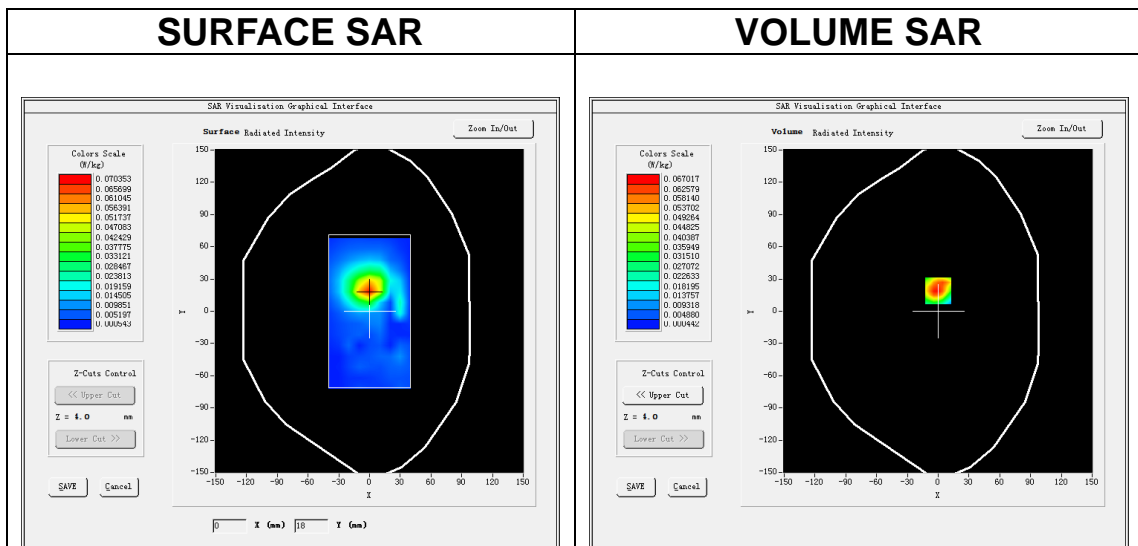 SURFACE SAR
VOLUME SAR
SAR Visualisation Graphical Interface
Surface Radiated Intensity
Zoom In/Out
Colors Scale
(W/kg)
0.070353
0.065699
0.061045
0.056391
0.051737
0.047083
0.042429
0.037775
0.033121
0.028467
0.023813
0.019159
0.014505
0.009851
0.005197
0.000543
150
120
90
60
30
0
-30
-60
-90
-120
-150
Y
-150 -120 -90 -60 -30 0 30 60 90 120 150
X
Z-Cuts Control
<< Upper Cut
Z = 4.0 mm
Lower Cut >>
SAVE Cancel
0 X (mm) 18 Y (mm)
SAR Visualisation Graphical Interface
Volume Radiated Intensity
Zoom In/Out
Colors Scale
(W/kg)
0.067017
0.062579
0.058140
0.053702
0.049264
0.044825
0.040387
0.035949
0.031510
0.027072
0.022633
0.018195
0.013757
0.009318
0.004880
0.000442
150
120
90
60
30
0
-30
-60
-90
-120
-150
Y
-150 -120 -90 -60 -30 0 30 60 90 120 150
X
Z-Cuts Control
<< Upper Cut
Z = 4.0 mm
Lower Cut >>
SAVE Cancel